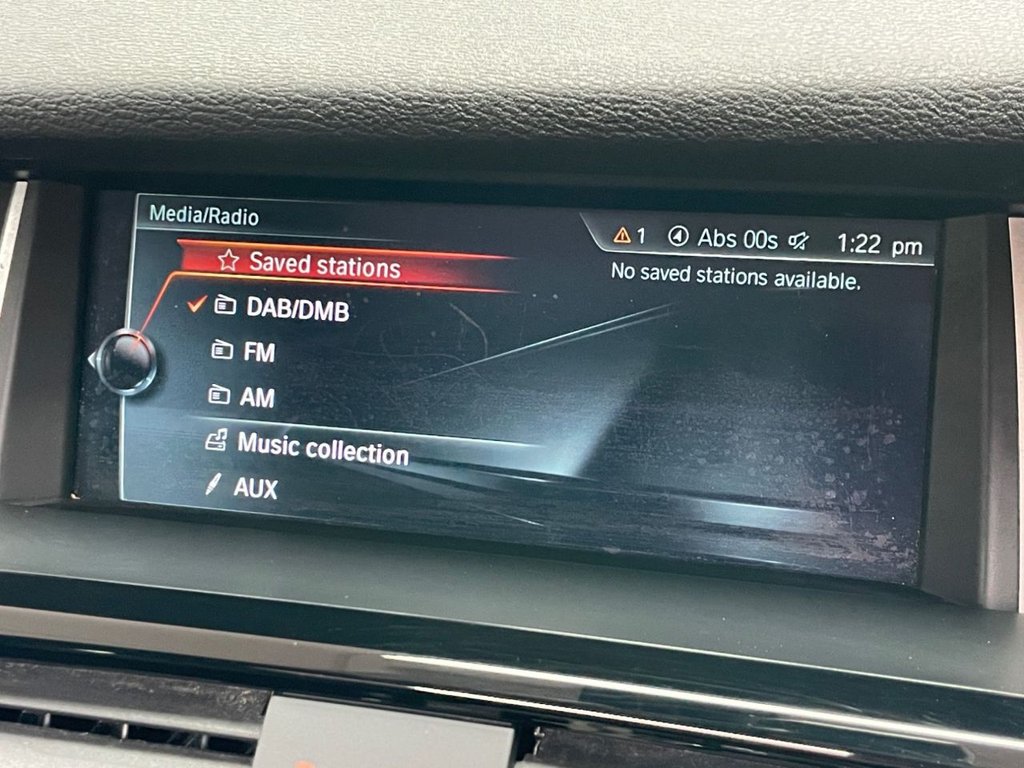 Media/Radio
1 Abs 00s 1:22 pm
Saved stations
No saved stations available.
DAB/DMB
FM
AM
Music collection
AUX